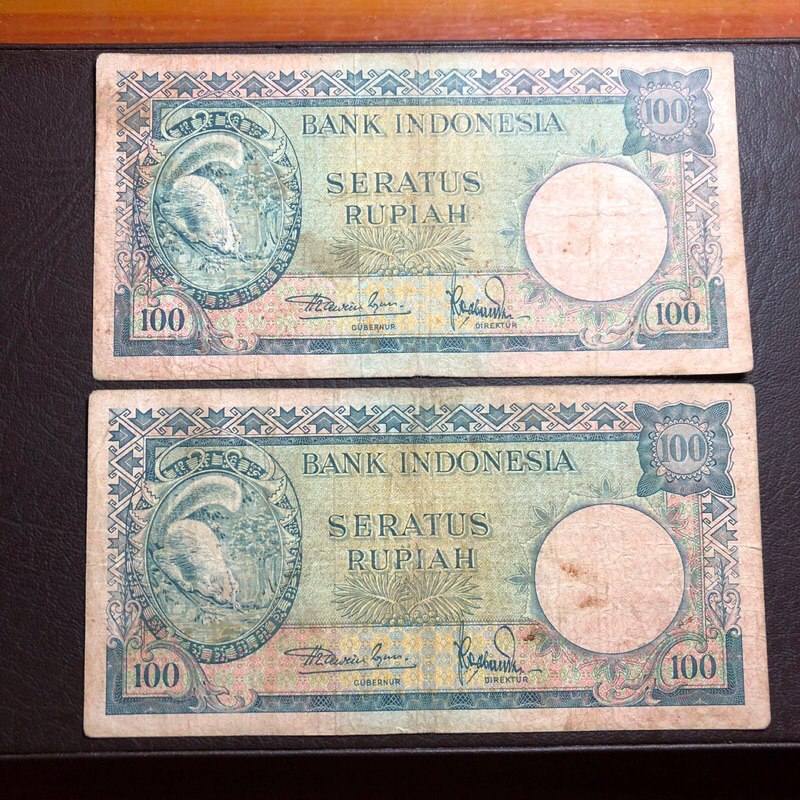 100
BANK INDONESIA
SERATUS
RUPIAH
GUBERNUR
DIREKTUR
100
100
100
BANK INDONESIA
SERATUS
RUPIAH
GUBERNUR
DIREKTUR
100
100